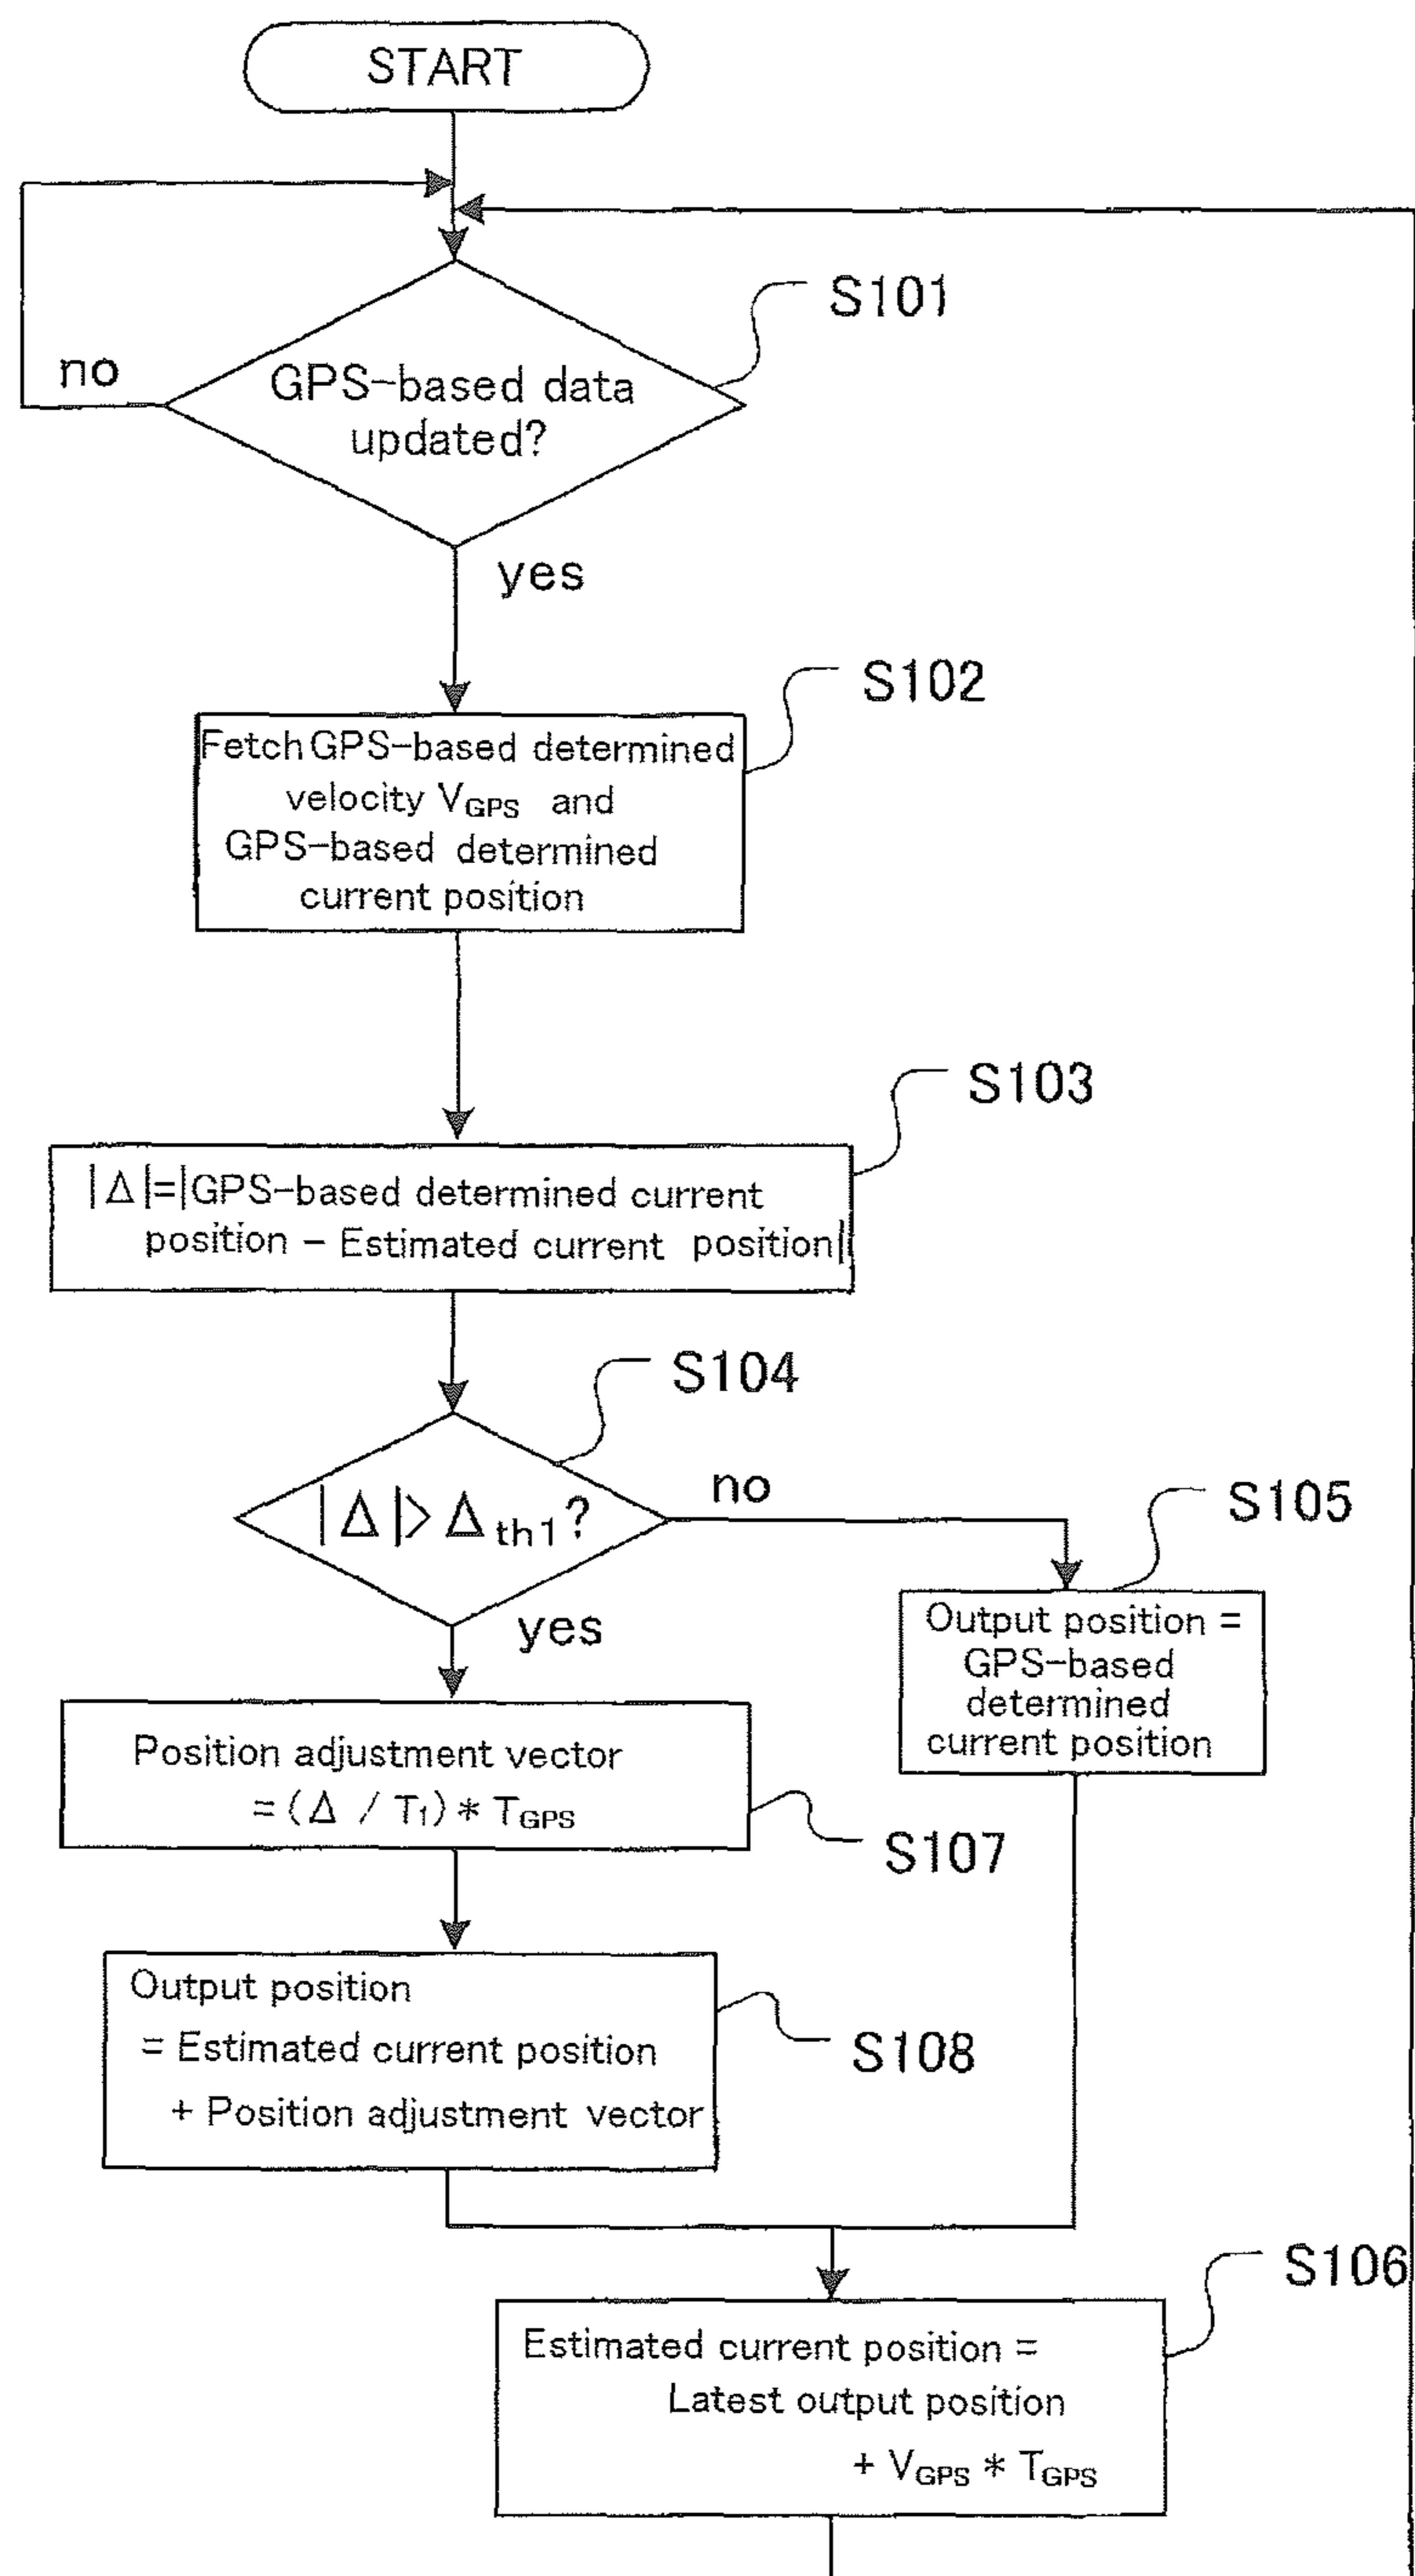 START
S101
no
GPS-based data
updated?
yes
S102
Fetch GPS-based determined
velocity VGPS and
GPS-based determined
current position
S103
|Δ|=|GPS-based determined current
position - Estimated current position|
S104
|Δ|>Δth1?
no
S105
yes
Output position =
GPS-based
determined
current position
Position adjustment vector
=(Δ / T1) * TGPS
S107
Output position
= Estimated current position
+ Position adjustment vector
S108
S106
Estimated current position =
Latest output position
+ VGPS * TGPS